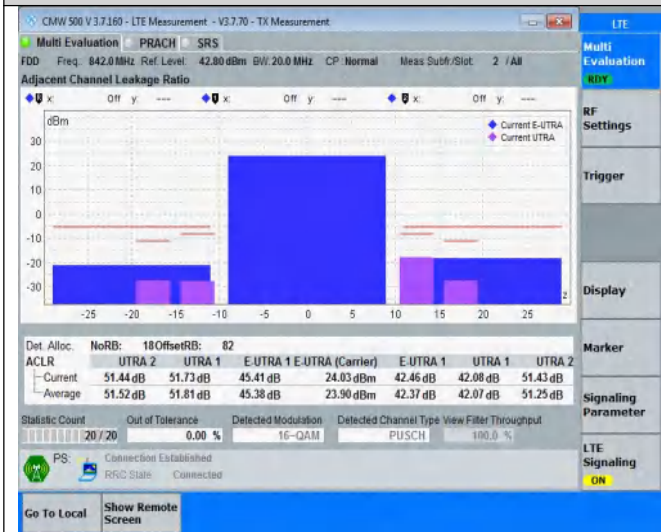 CMW 500 V 3.7.160 - LTE Measurement - V3.7.70 - TX Measurement
LTE
Multi Evaluation PRACH SRS
FDD Freq.: 842.0 MHz Ref. Level: 42.80 dBm BW: 20.0 MHz CP: Normal Meas Subfr./Slot: 2 / All
Adjacent Channel Leakage Ratio
x: Off y: --- x: Off y: --- x: Off y: ---
dBm
Current E-UTRA
Current UTRA
30
20
10
0
-10
-20
-30
z
-25 -20 -15 -10 -5 0 5 10 15 20 25
Det. Alloc. NoRB: 18 OffsetRB: 82
ACLR UTRA 2 UTRA 1 E-UTRA 1 E-UTRA (Carrier) E-UTRA 1 UTRA 1 UTRA 2
Current 51.44 dB 51.73 dB 45.41 dB 24.03 dBm 42.46 dB 42.08 dB 51.43 dB
Average 51.52 dB 51.81 dB 45.38 dB 23.90 dBm 42.37 dB 42.07 dB 51.25 dB
Statistic Count Out of Tolerance Detected Modulation Detected Channel Type View Filter Throughput
20 / 20 0.00 % 16-QAM PUSCH 100.0 %
PS: Connection Established
RRC State Connected
Multi
Evaluation
RDY
RF
Settings
Trigger
Display
Marker
Signaling
Parameter
LTE
Signaling
ON
Go To Local
Show Remote
Screen